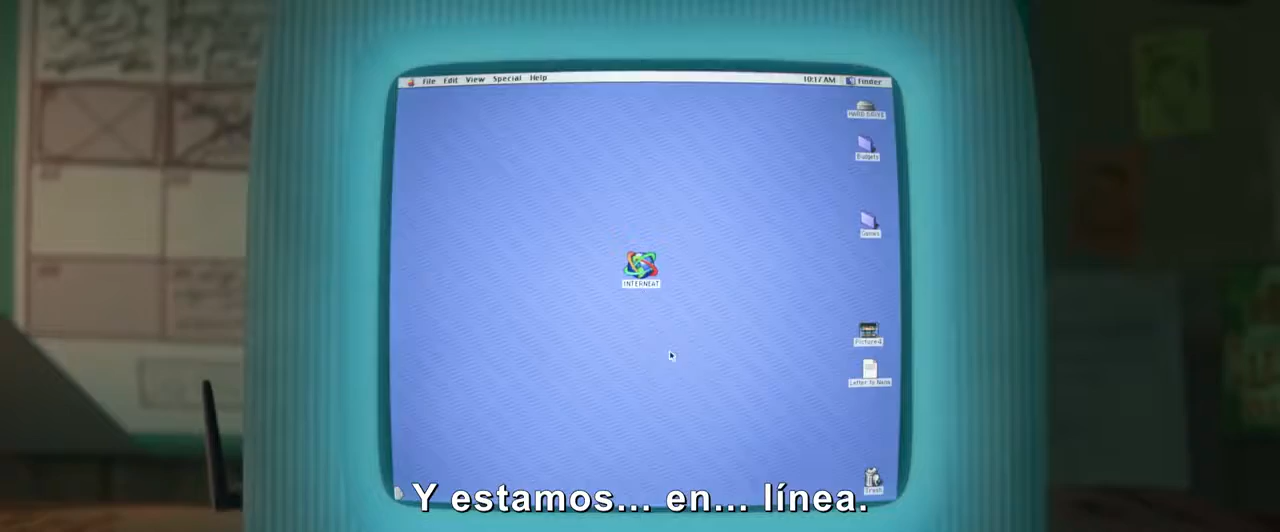 File Edit View Special Help
10:17 AM Finder
HARD DRIVE
Budgets
Games
INTERNEAT
Picture4
Letter to Nana
Trash
Y estamos... en... línea.